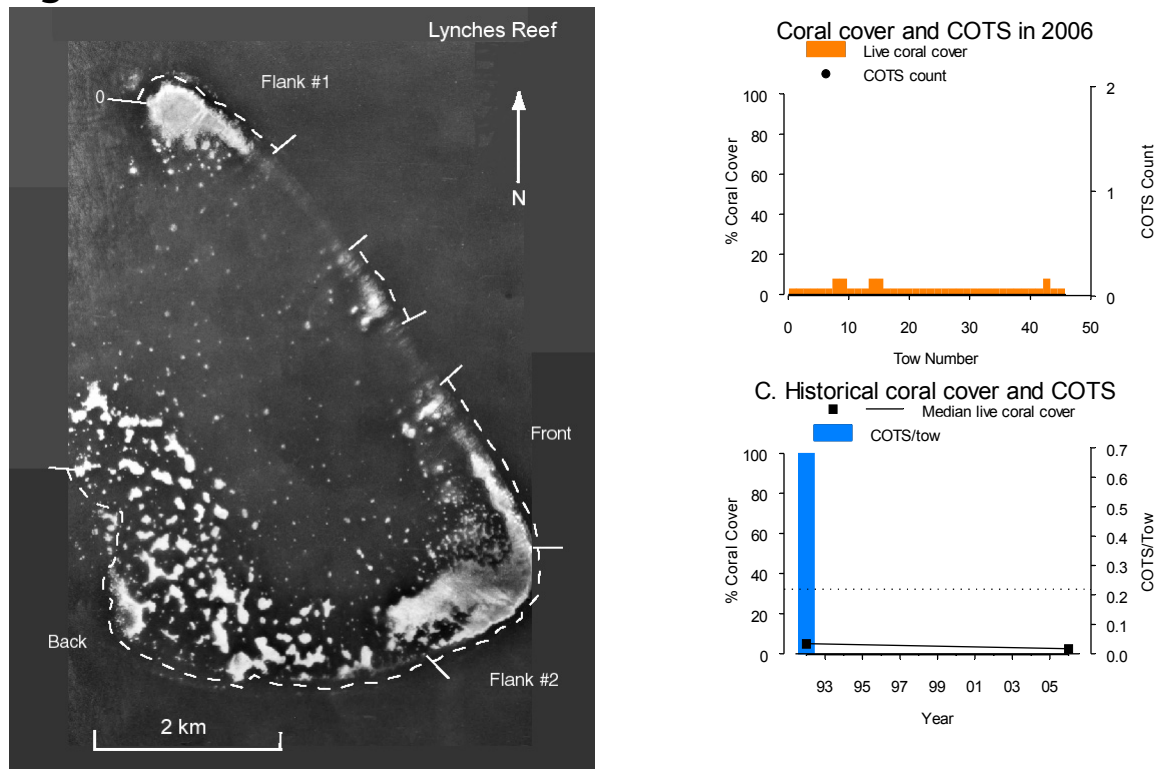 Lynches Reef
Flank #1
0
N
Front
Back
Flank #2
2 km
Coral cover and COTS in 2006
Live coral cover
COTS count
100
80
60
40
20
0
% Coral Cover
2
1
0
COTS Count
0 10 20 30 40 50
Tow Number
C. Historical coral cover and COTS
Median live coral cover
COTS/tow
100
80
60
40
20
0
% Coral Cover
0.7
0.6
0.5
0.4
0.3
0.2
0.1
0.0
COTS/Tow
93 95 97 99 01 03 05
Year